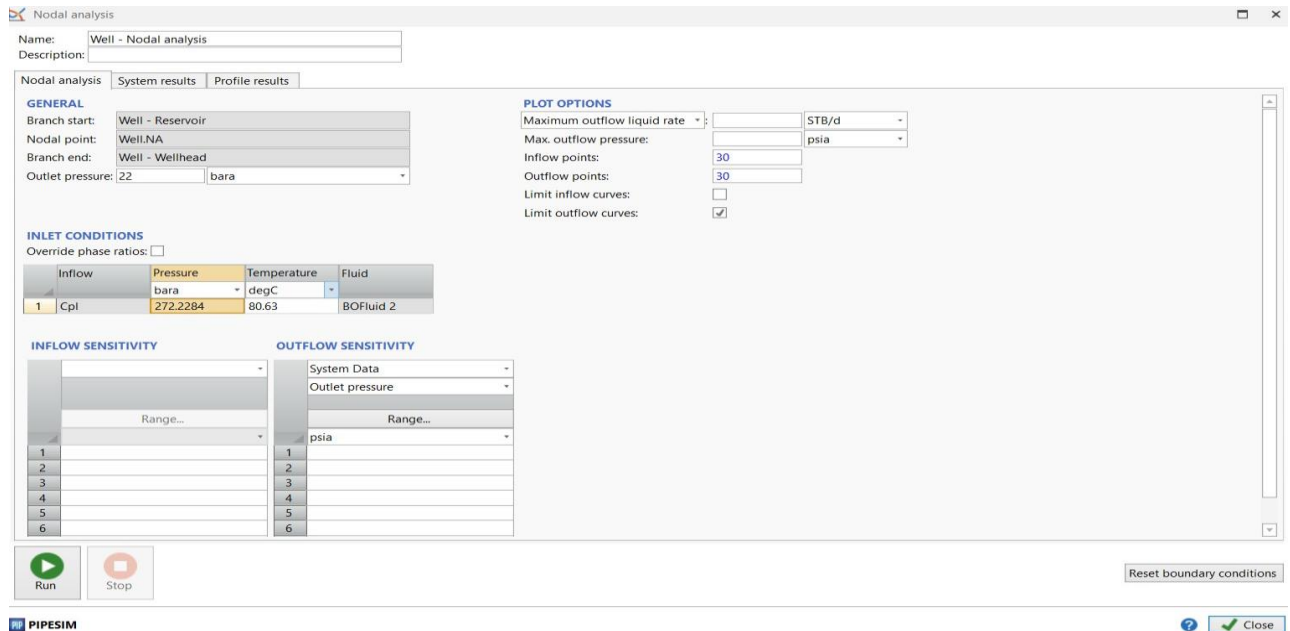 Nodal analysis
Name: Well - Nodal analysis
Description:
Nodal analysis System results Profile results
GENERAL
Branch start: Well - Reservoir
Nodal point: Well.NA
Branch end: Well - Wellhead
Outlet pressure: 22 bara
PLOT OPTIONS
Maximum outflow liquid rate : STB/d
Max. outflow pressure: psia
Inflow points: 30
Outflow points: 30
Limit inflow curves:
Limit outflow curves:
INLET CONDITIONS
Override phase ratios:
Inflow Pressure Temperature Fluid
bara degC
1 Cpl 272.2284 80.63 BOFluid 2
INFLOW SENSITIVITY
Range...
1
2
3
4
5
6
OUTFLOW SENSITIVITY
System Data
Outlet pressure
Range...
psia
1
2
3
4
5
6
Run Stop
Reset boundary conditions
PIP PIPESIM
? Close